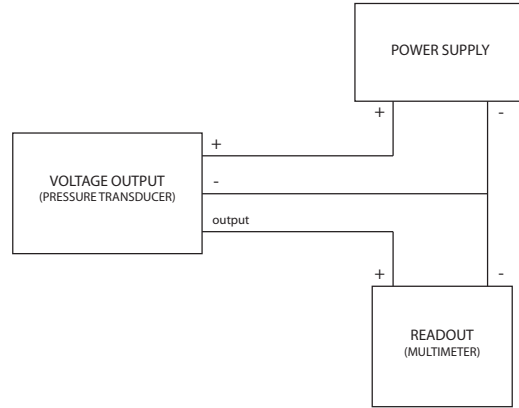 POWER SUPPLY
+ -
+
VOLTAGE OUTPUT
(PRESSURE TRANSDUCER)
-
output
+ -
READOUT
(MULTIMETER)